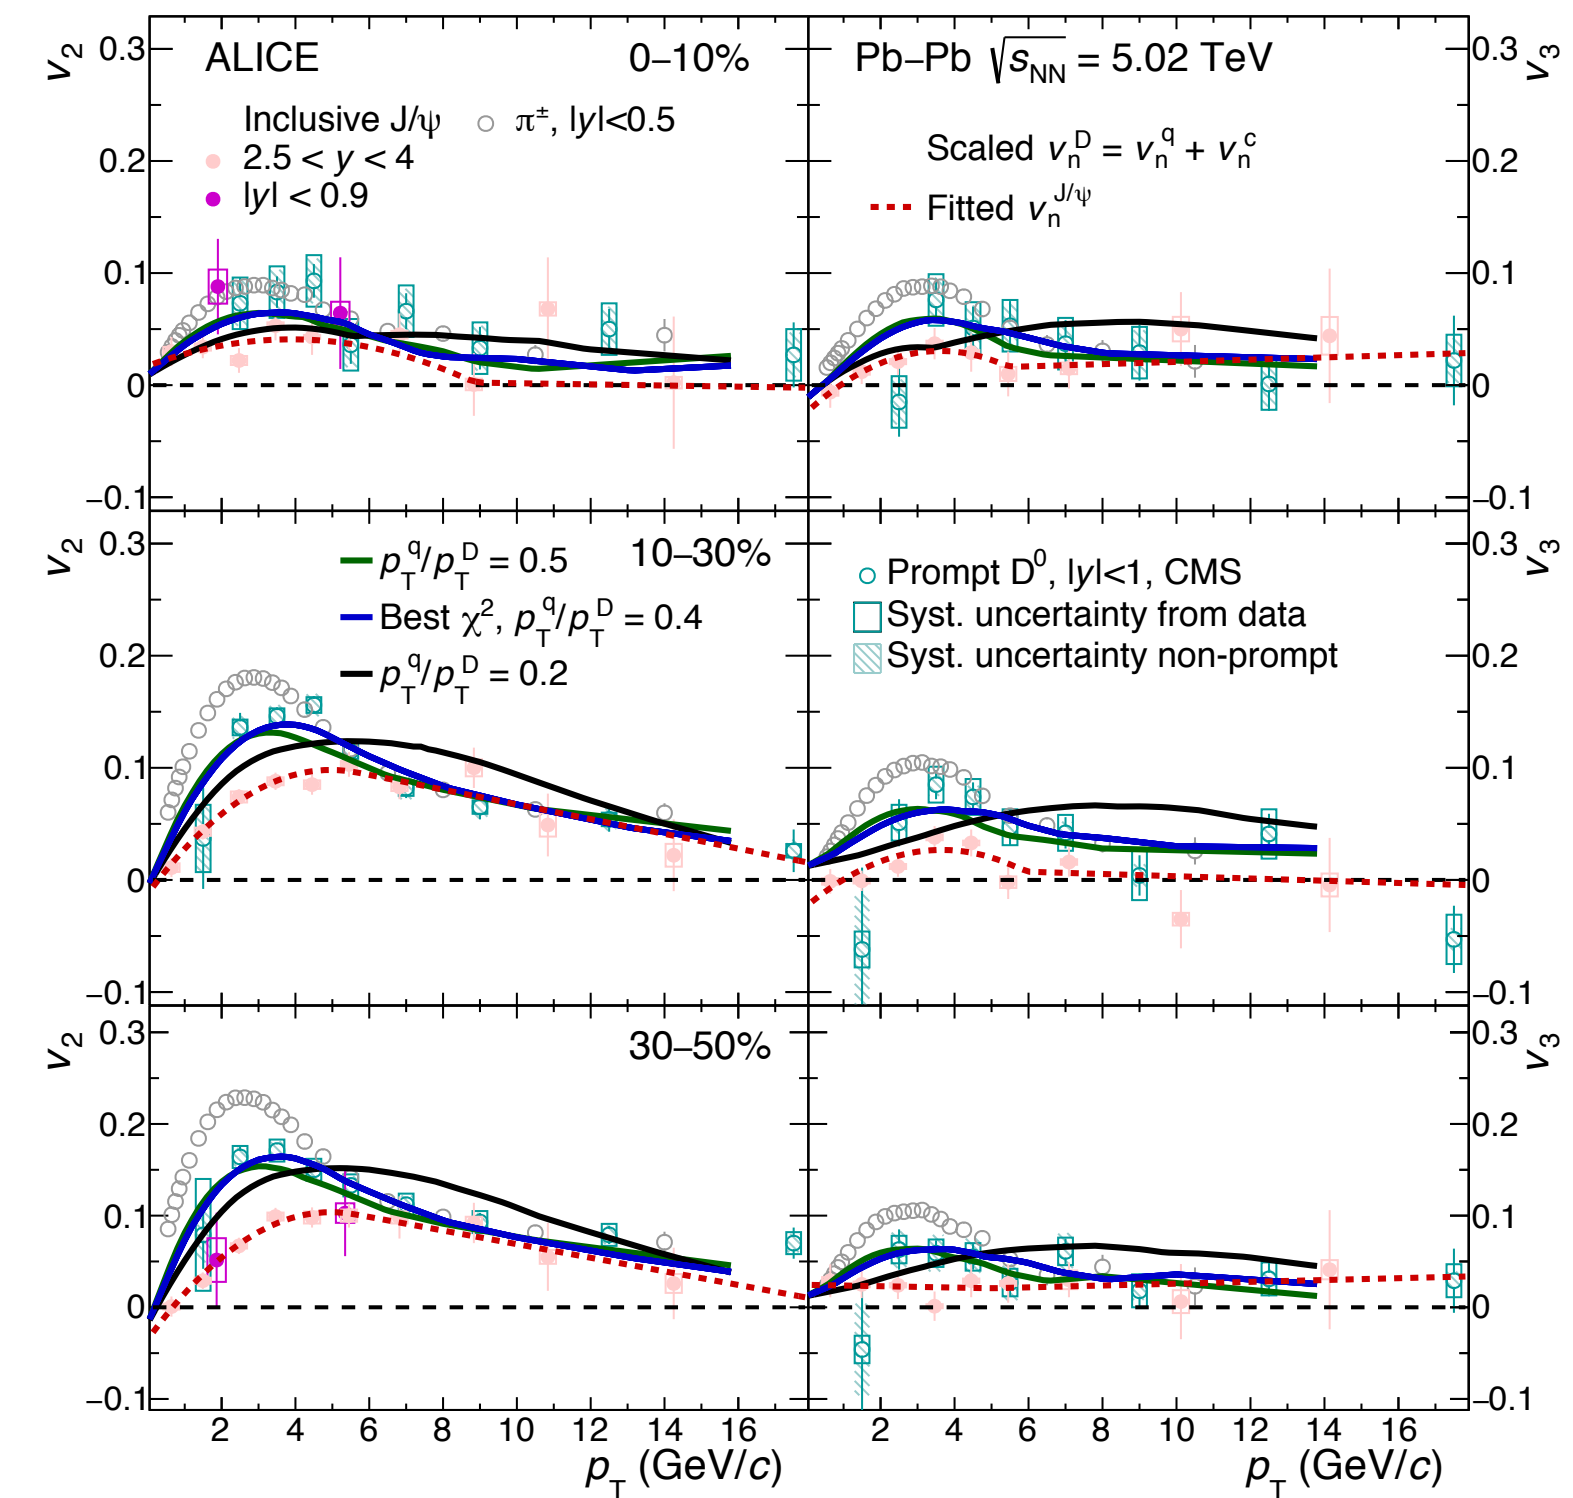 ALICE 0–10% Pb–Pb √sNN = 5.02 TeV
Inclusive J/ψ π±, |y|<0.5
2.5 < y < 4
|y| < 0.9
Scaled vnD = vnq + vnc
Fitted vnJ/ψ
v2
0.3
0.2
0.1
0
−0.1
v3
0.3
0.2
0.1
0
−0.1
10–30%
pTq/pTD = 0.5
Best χ2, pTq/pTD = 0.4
pTq/pTD = 0.2
Prompt D0, |y|<1, CMS
Syst. uncertainty from data
Syst. uncertainty non-prompt
v2
0.3
0.2
0.1
0
−0.1
v3
0.3
0.2
0.1
0
−0.1
30–50%
v2
0.3
0.2
0.1
0
−0.1
v3
0.3
0.2
0.1
0
−0.1
2 4 6 8 10 12 14 16
pT (GeV/c)
2 4 6 8 10 12 14 16
pT (GeV/c)